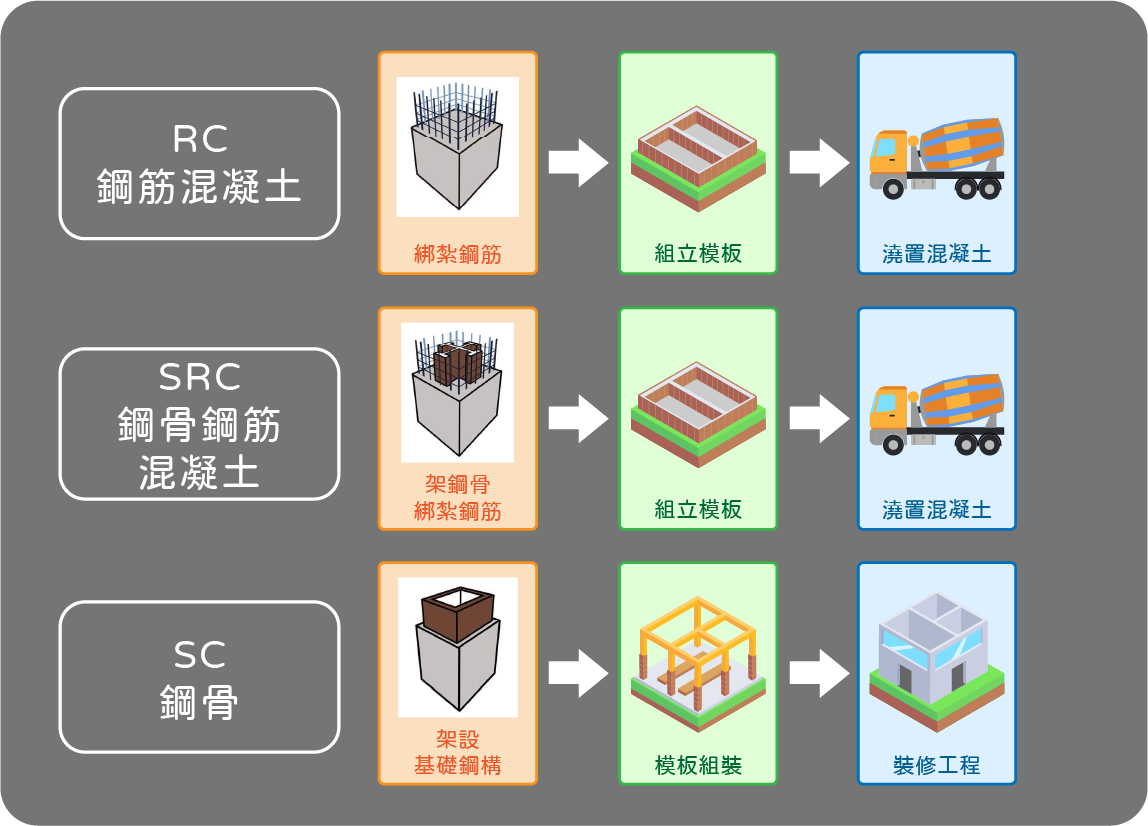 RC
鋼筋混凝土
綁紮鋼筋
組立模板
澆置混凝土
SRC
鋼骨鋼筋
混凝土
架鋼骨
綁紮鋼筋
組立模板
澆置混凝土
SC
鋼骨
架設
基礎鋼構
模板組裝
裝修工程